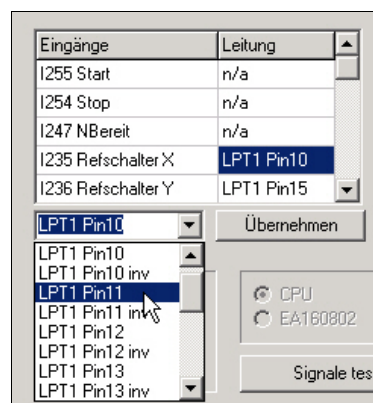 Eingänge Leitung
I255 Start n/a
I254 Stop n/a
I247 NBereit n/a
I235 Refschalter X LPT1 Pin10
I236 Refschalter Y LPT1 Pin15
LPT1 Pin10 Übernehmen
LPT1 Pin10
LPT1 Pin10 inv
LPT1 Pin11
LPT1 Pin11 inv
LPT1 Pin12
LPT1 Pin12 inv
LPT1 Pin13
LPT1 Pin13 inv
CPU
EA160802
Signale tes